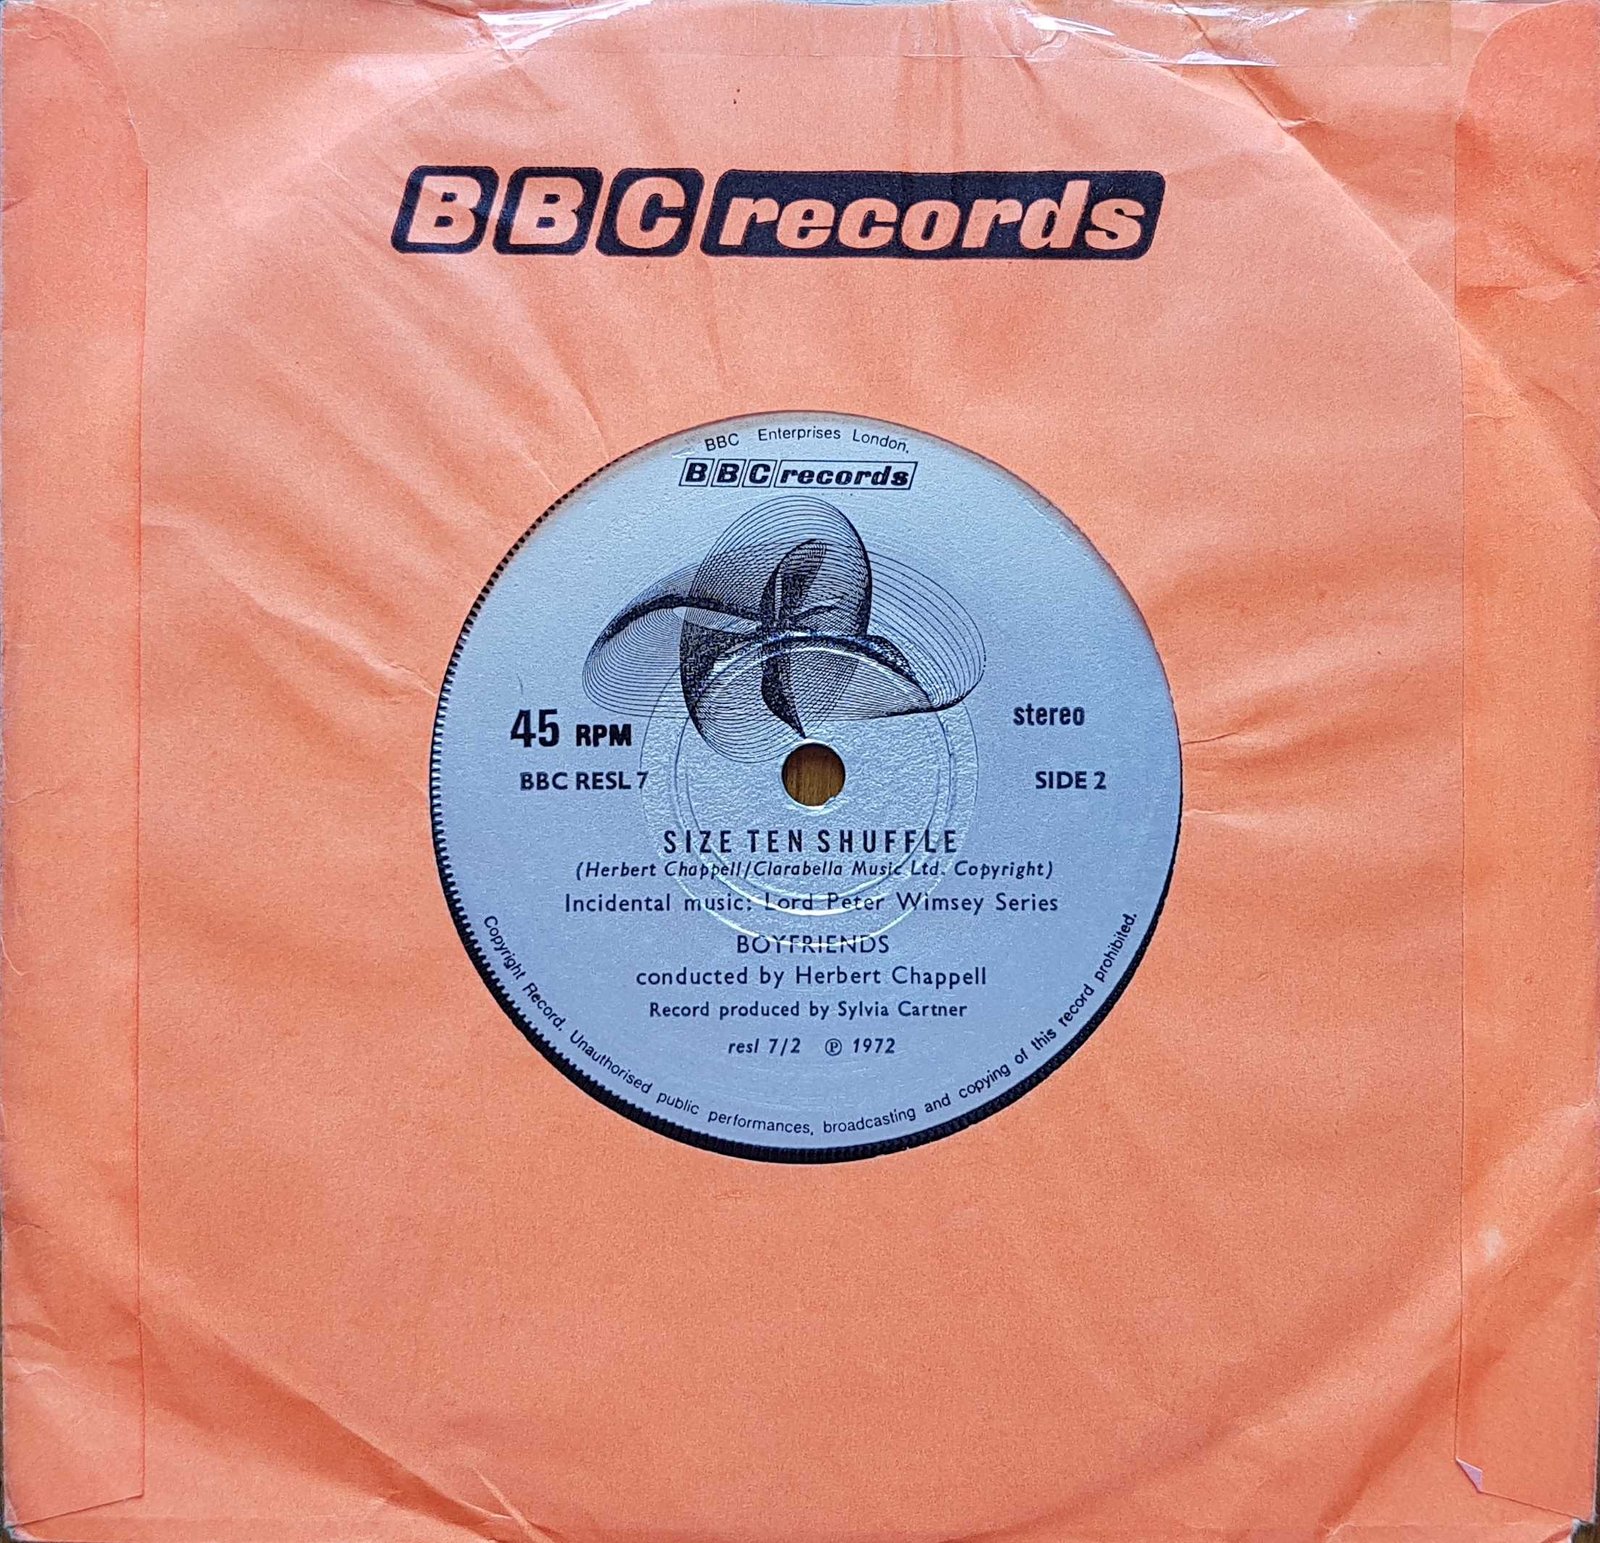 BBC records
BBC Enterprises London.
BBC records
45 RPM
stereo
BBC RESL 7
SIDE 2
SIZE TEN SHUFFLE
(Herbert Chappell/Clarabella Music Ltd. Copyright)
Incidental music: Lord Peter Wimsey Series
BOYFRIENDS
conducted by Herbert Chappell
Record produced by Sylvia Cartner
resl 7/2 ℗ 1972
Copyright Record. Unauthorised public performances, broadcasting and copying of this record prohibited.